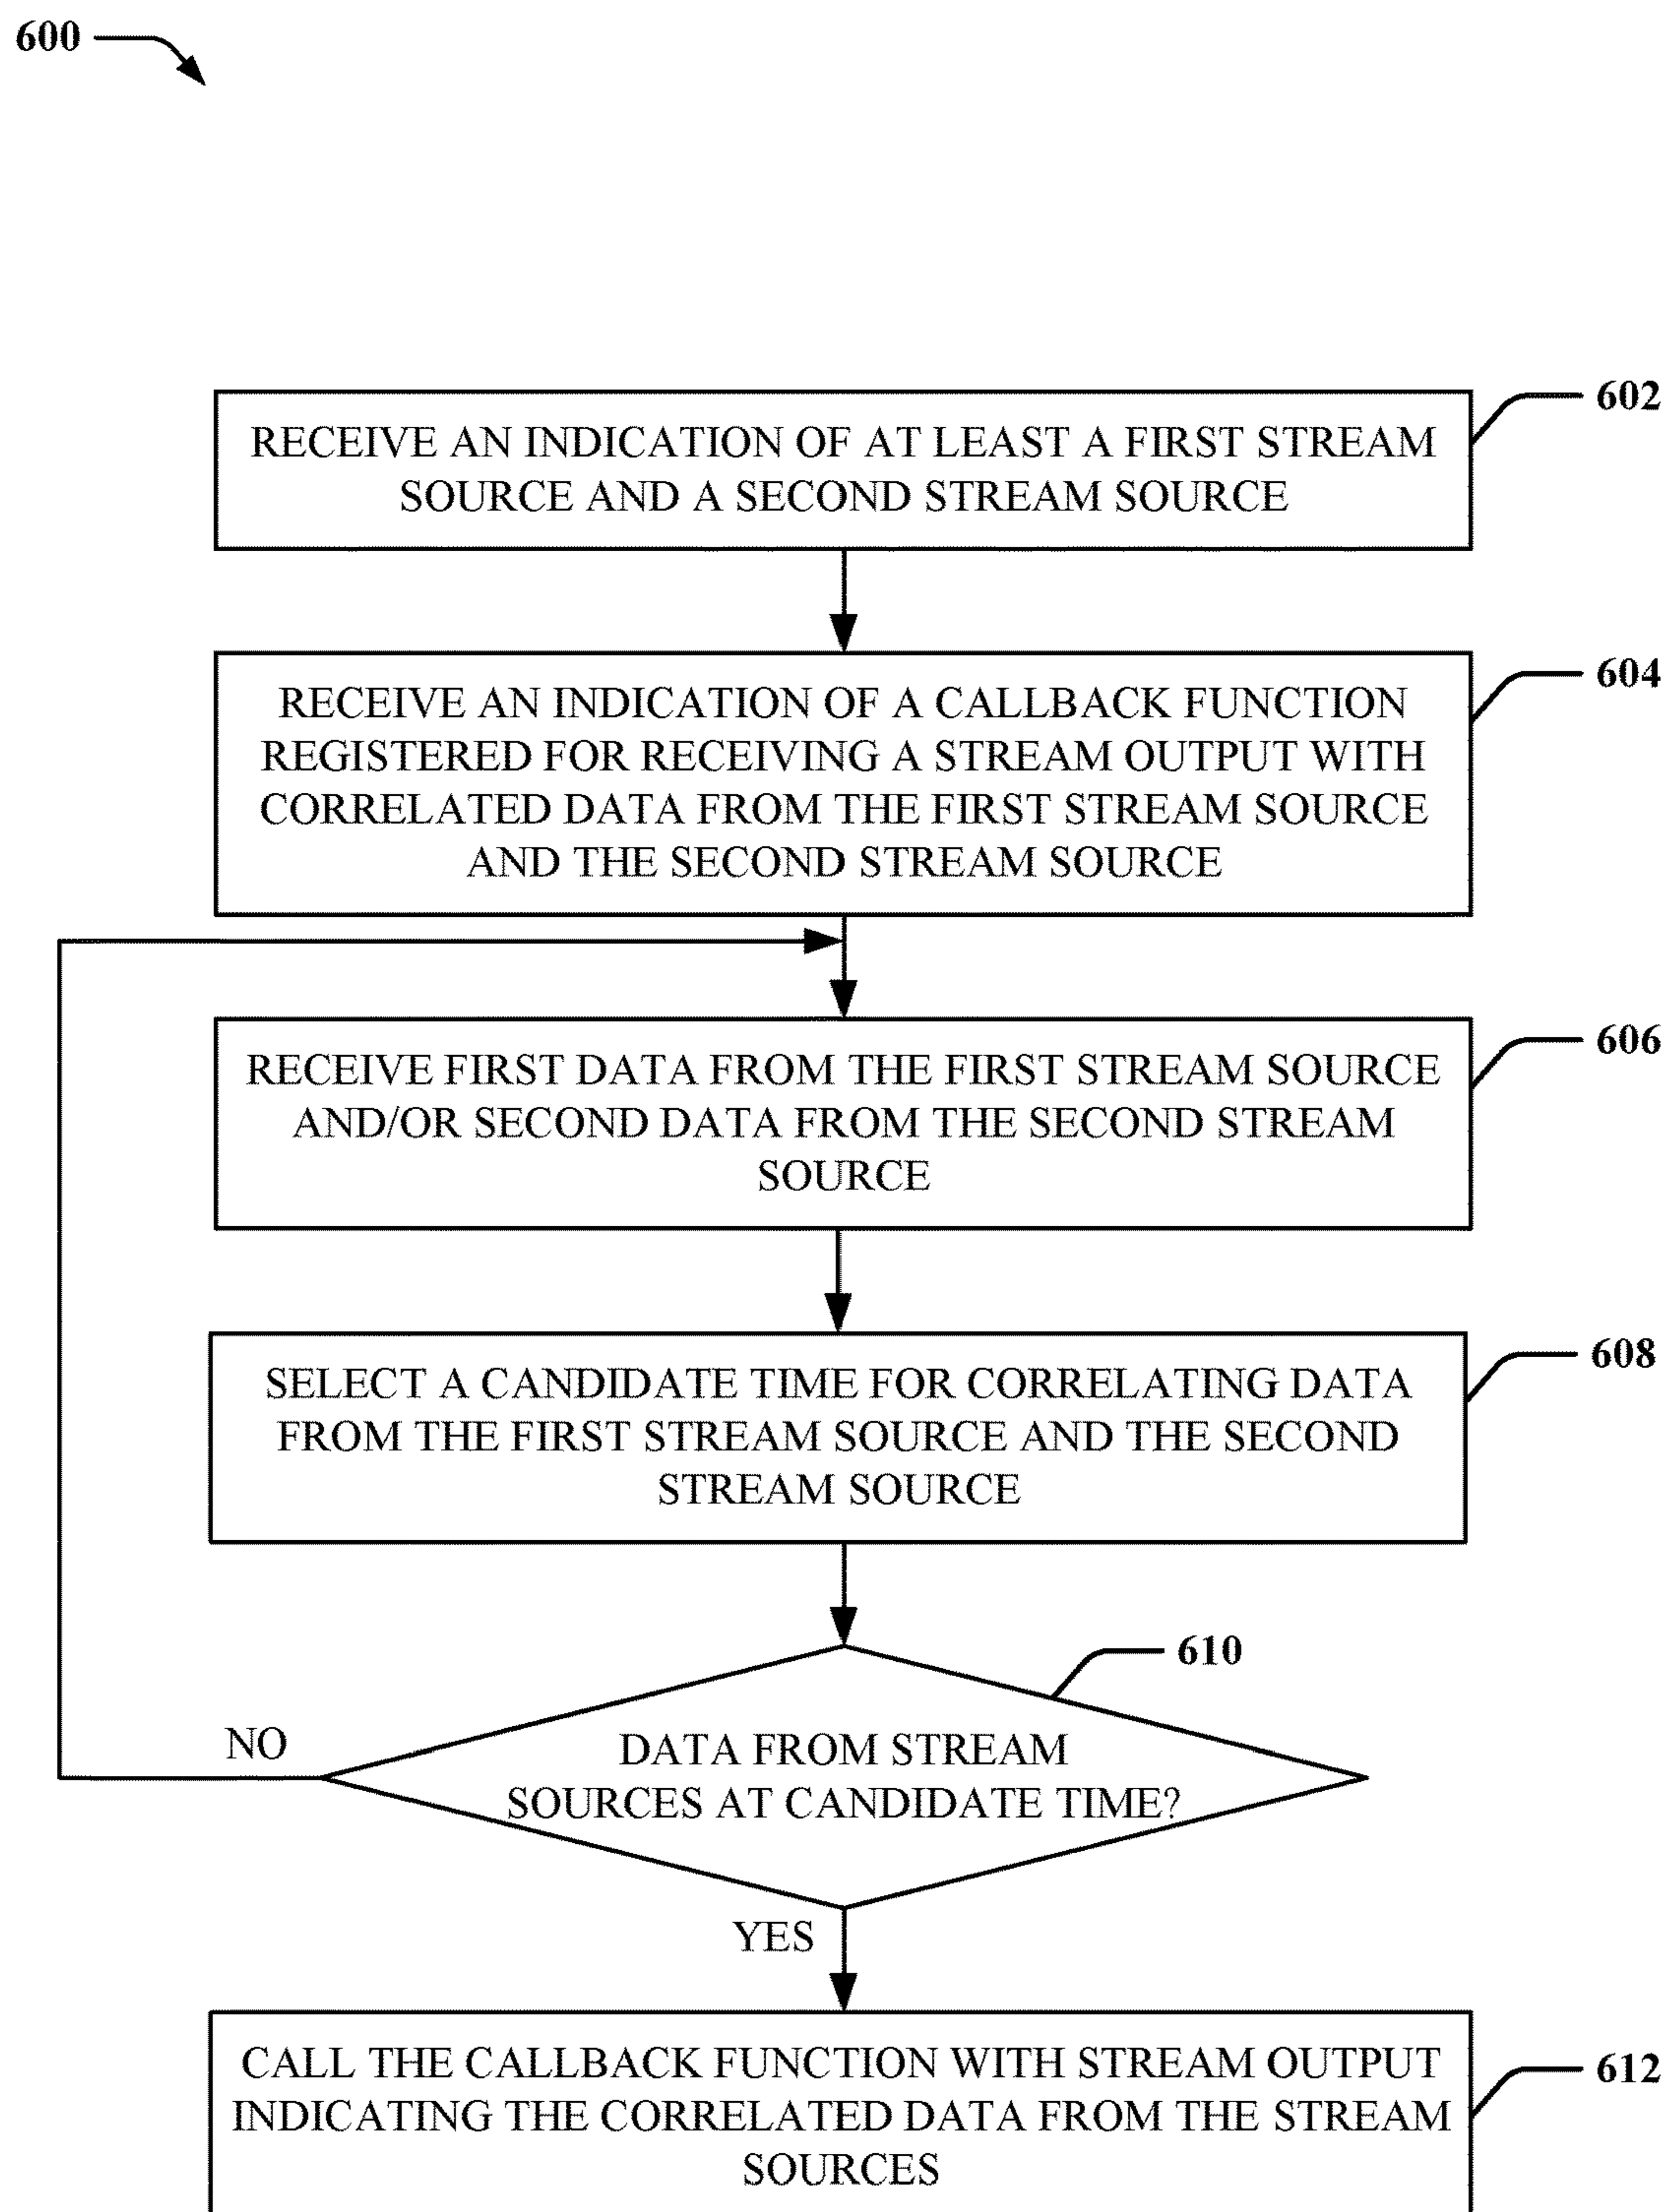 600
602
RECEIVE AN INDICATION OF AT LEAST A FIRST STREAM
SOURCE AND A SECOND STREAM SOURCE
604
RECEIVE AN INDICATION OF A CALLBACK FUNCTION
REGISTERED FOR RECEIVING A STREAM OUTPUT WITH
CORRELATED DATA FROM THE FIRST STREAM SOURCE
AND THE SECOND STREAM SOURCE
606
RECEIVE FIRST DATA FROM THE FIRST STREAM SOURCE
AND/OR SECOND DATA FROM THE SECOND STREAM
SOURCE
608
SELECT A CANDIDATE TIME FOR CORRELATING DATA
FROM THE FIRST STREAM SOURCE AND THE SECOND
STREAM SOURCE
610
NO
DATA FROM STREAM
SOURCES AT CANDIDATE TIME?
YES
612
CALL THE CALLBACK FUNCTION WITH STREAM OUTPUT
INDICATING THE CORRELATED DATA FROM THE STREAM
SOURCES